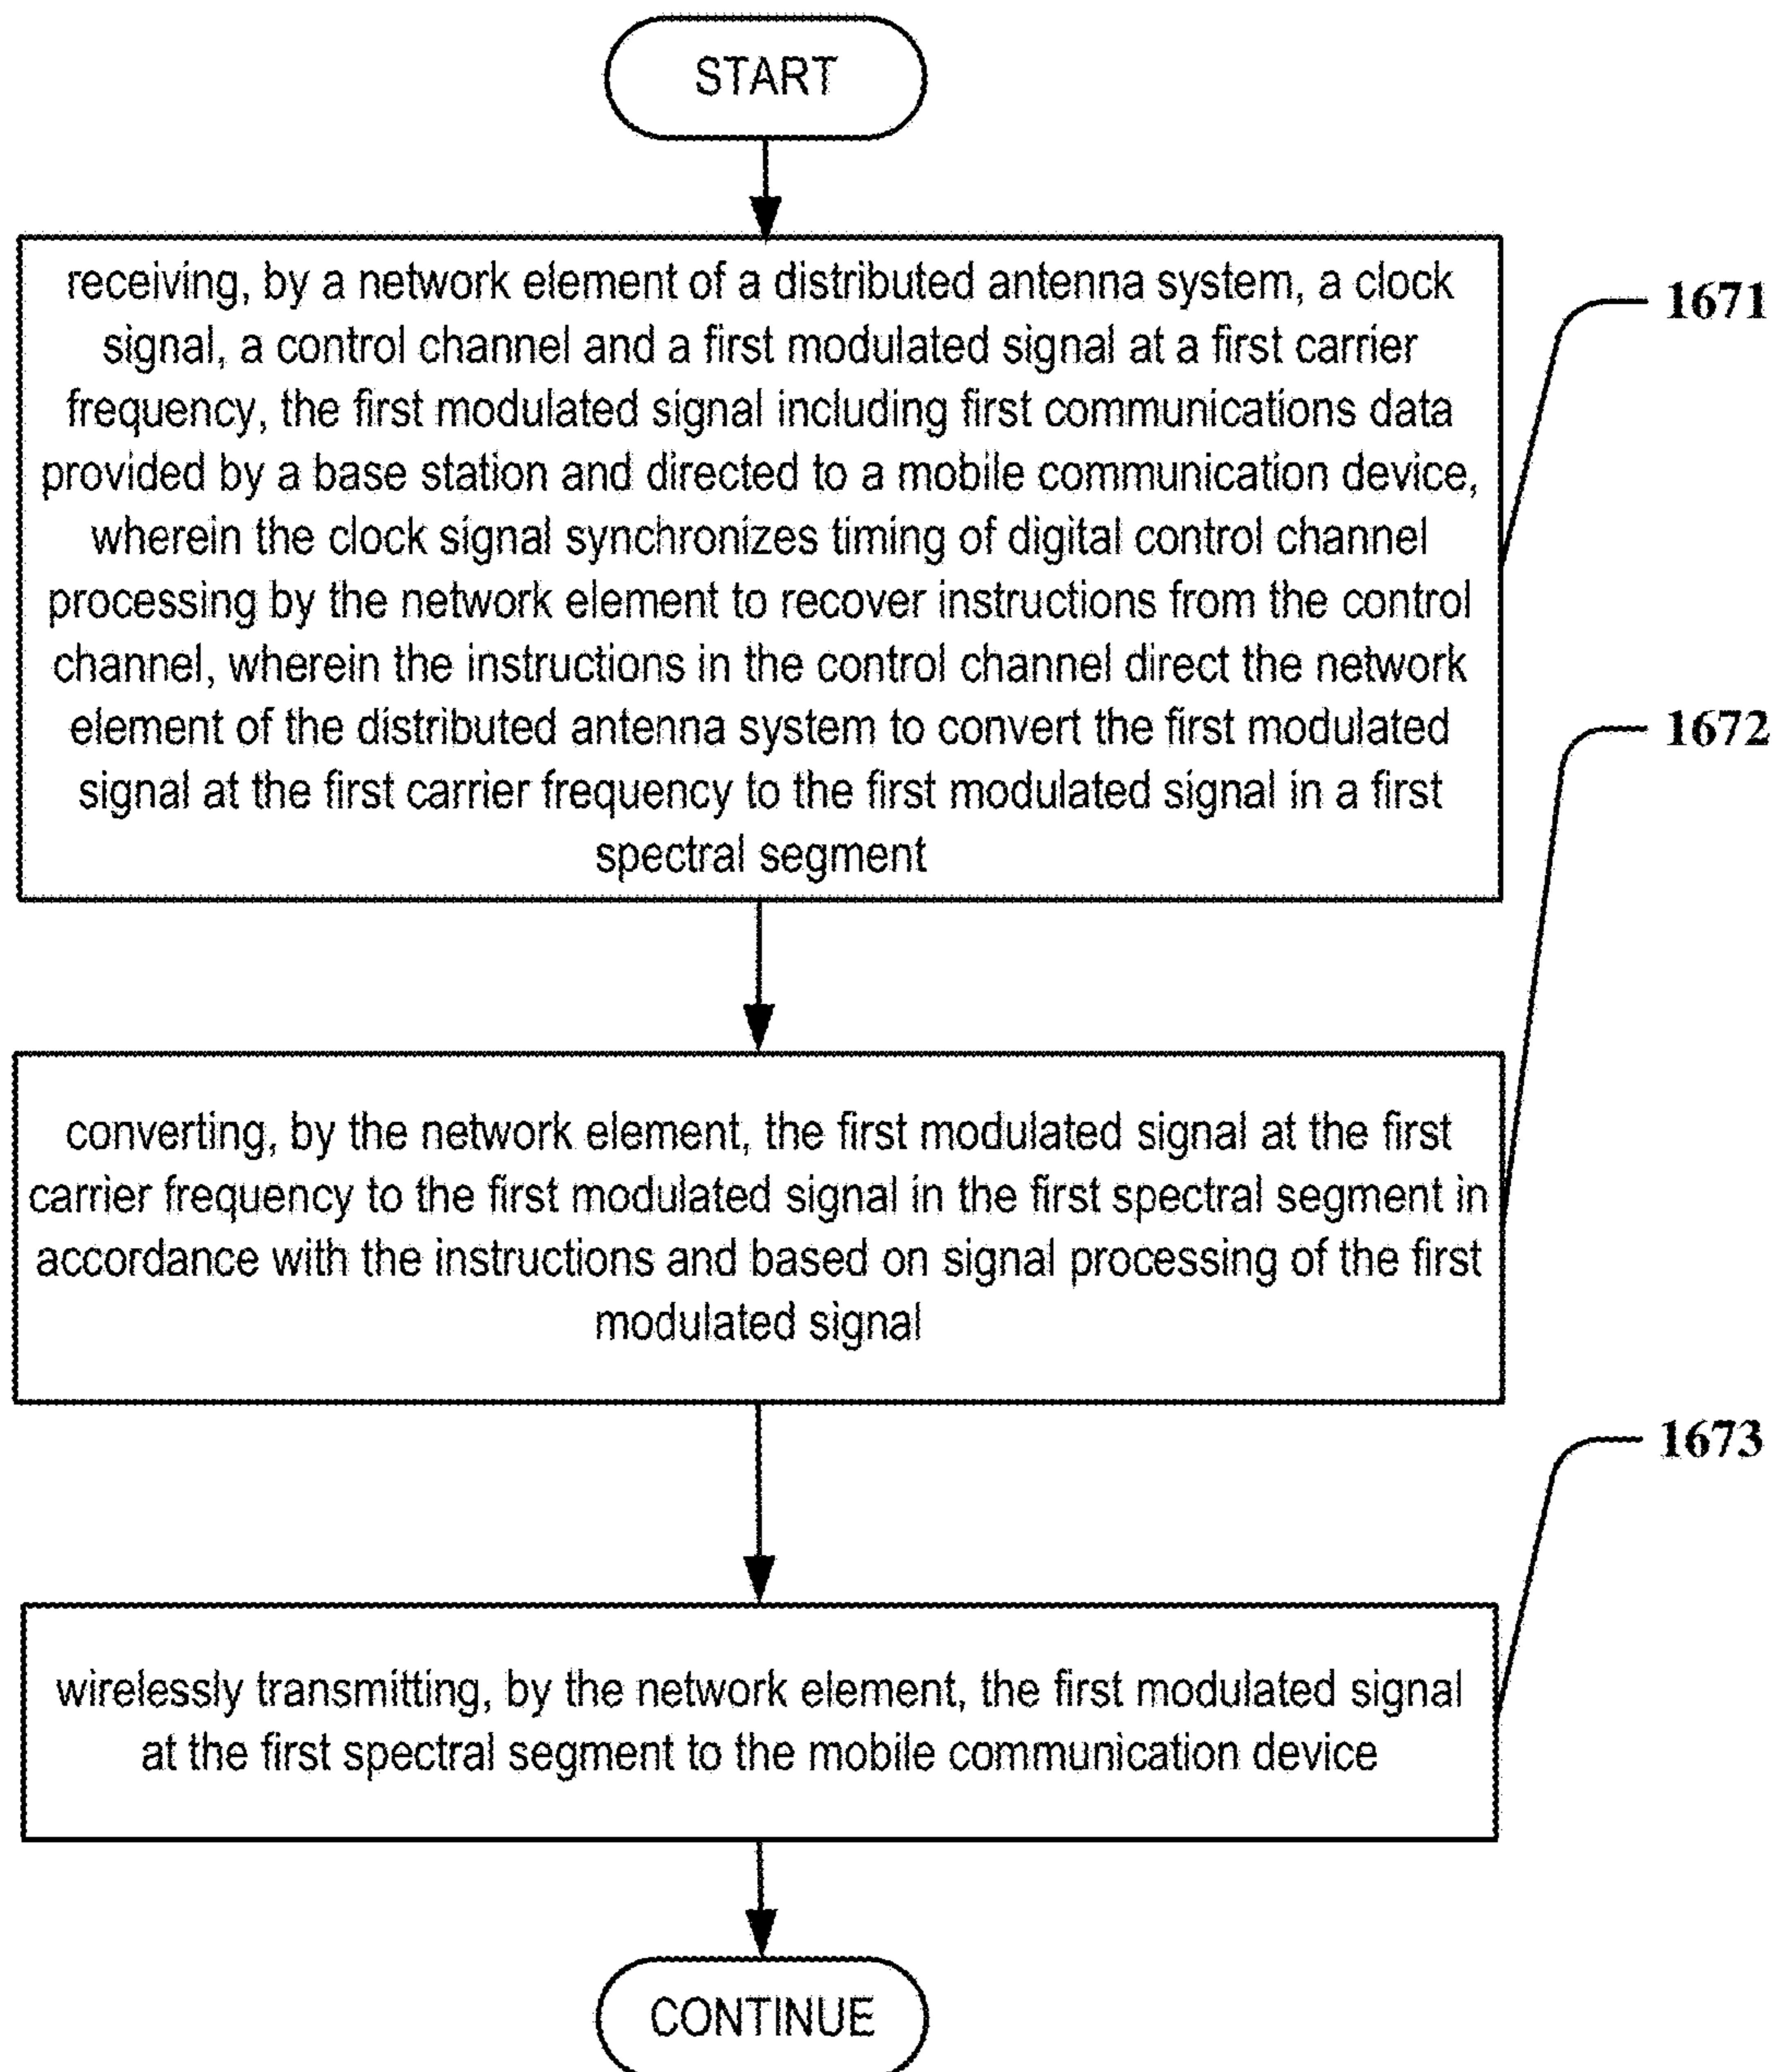 START
receiving, by a network element of a distributed antenna system, a clock
signal, a control channel and a first modulated signal at a first carrier
frequency, the first modulated signal including first communications data
provided by a base station and directed to a mobile communication device,
wherein the clock signal synchronizes timing of digital control channel
processing by the network element to recover instructions from the control
channel, wherein the instructions in the control channel direct the network
element of the distributed antenna system to convert the first modulated
signal at the first carrier frequency to the first modulated signal in a first
spectral segment
1671
converting, by the network element, the first modulated signal at the first
carrier frequency to the first modulated signal in the first spectral segment in
accordance with the instructions and based on signal processing of the first
modulated signal
1672
wirelessly transmitting, by the network element, the first modulated signal
at the first spectral segment to the mobile communication device
1673
CONTINUE